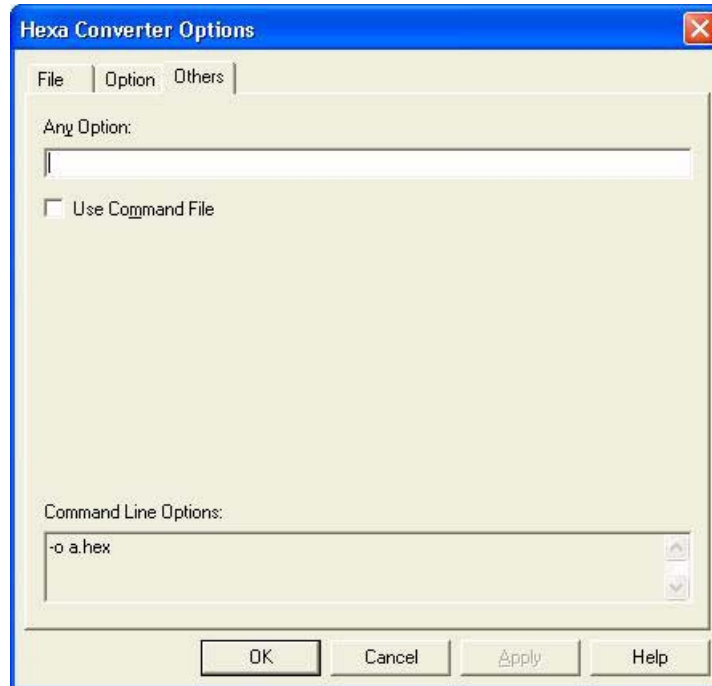 Hexa Converter Options
File Option Others
Any Option:
Use Command File
Command Line Options:
-o a.hex
OK Cancel Apply Help